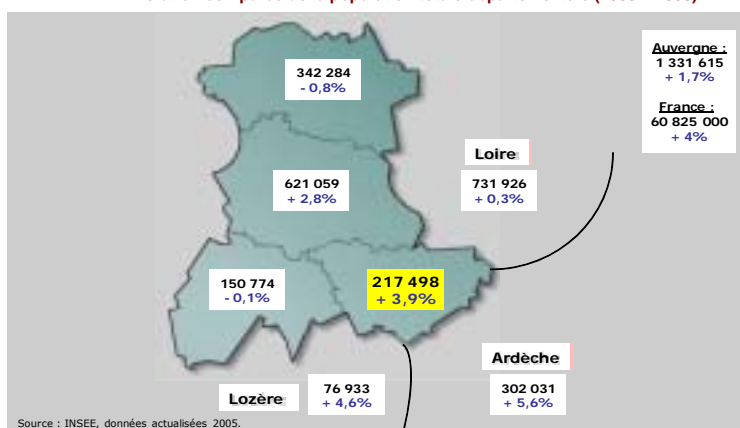 342 284
- 0,8%
Auvergne :
1 331 615
+ 1,7%
France :
60 825 000
+ 4%
Loire
621 059
+ 2,8%
731 926
+ 0,3%
150 774
- 0,1%
217 498
+ 3,9%
Ardèche
Lozère
76 933
+ 4,6%
302 031
+ 5,6%
Source : INSEE, données actualisées 2005.